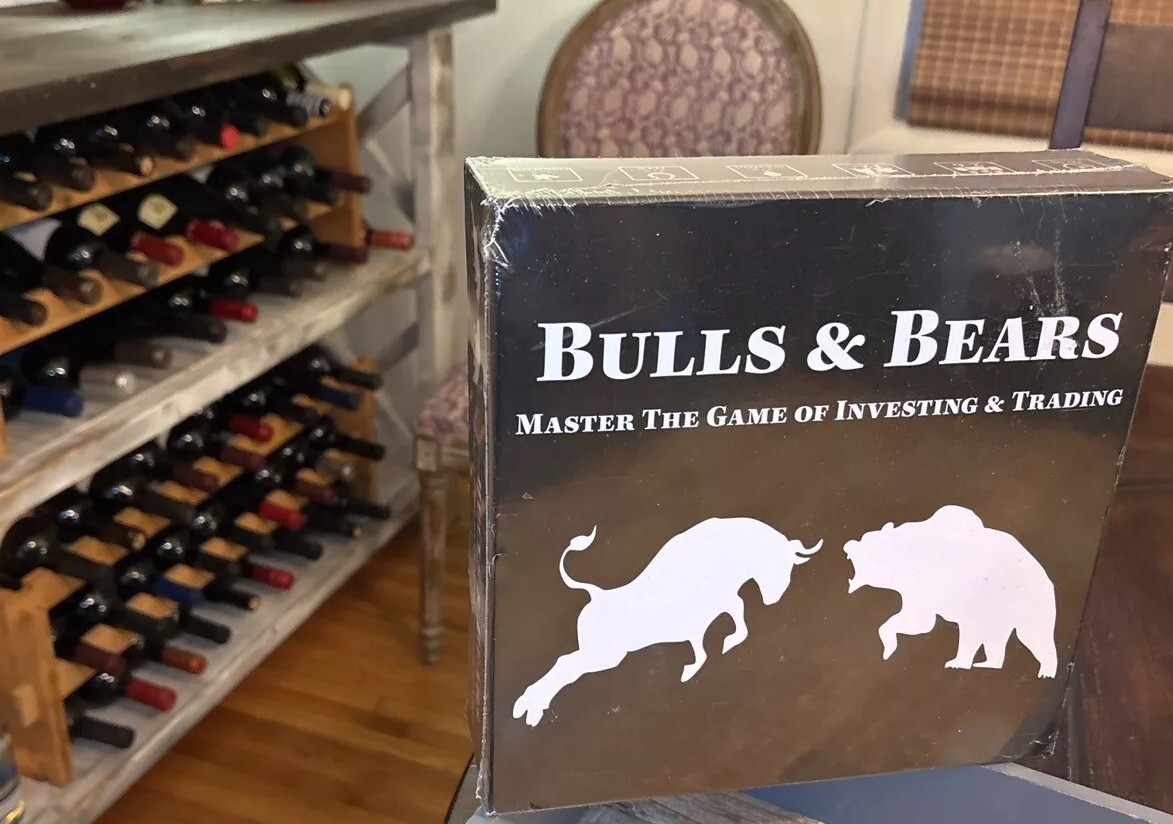 BULLS & BEARS
MASTER THE GAME OF INVESTING & TRADING